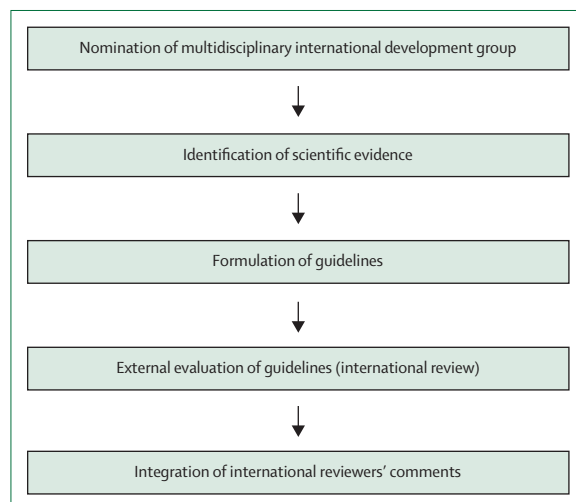 Nomination of multidisciplinary international development group
Identification of scientific evidence
Formulation of guidelines
External evaluation of guidelines (international review)
Integration of international reviewers’ comments